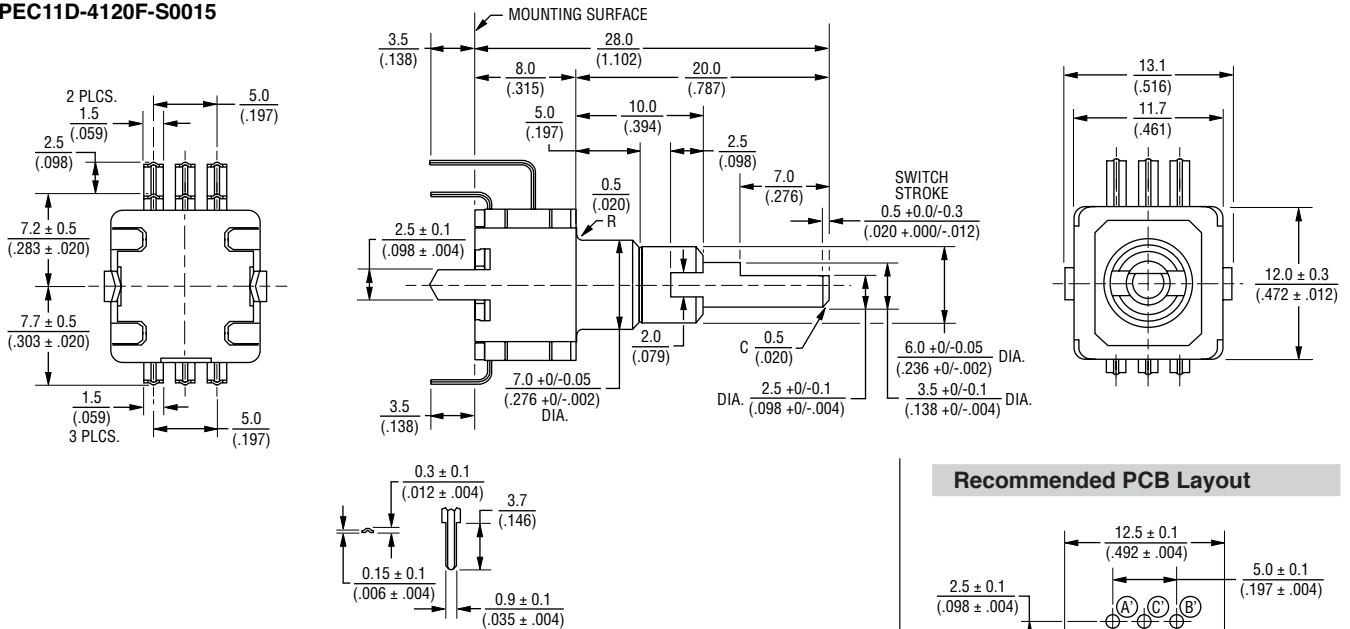 PEC11D-4120F-S0015
MOUNTING SURFACE
3.5
(.138)
28.0
(1.102)
8.0
(.315)
20.0
(.787)
5.0
(.197)
10.0
(.394)
2.5
(.098)
7.0
(.276)
SWITCH
STROKE
0.5 +0.0/-0.3
(.020 +.000/-.012)
0.5
(.020)
R
2.5 ± 0.1
(.098 ± .004)
2.0
(.079)
C
0.5
(.020)
6.0 +0/-0.05
(.236 +0/-.002)
DIA.
7.0 +0/-0.05
(.276 +0/-.002)
DIA.
DIA.
2.5 +0/-0.1
(.098 +0/-.004)
3.5 +0/-0.1
(.138 +0/-.004)
DIA.
3.5
(.138)
2 PLCS.
1.5
(.059)
5.0
(.197)
2.5
(.098)
7.2 ± 0.5
(.283 ± .020)
7.7 ± 0.5
(.303 ± .020)
1.5
(.059)
3 PLCS.
5.0
(.197)
13.1
(.516)
11.7
(.461)
12.0 ± 0.3
(.472 ± .012)
0.3 ± 0.1
(.012 ± .004)
3.7
(.146)
0.15 ± 0.1
(.006 ± .004)
0.9 ± 0.1
(.035 ± .004)
Recommended PCB Layout
12.5 ± 0.1
(.492 ± .004)
2.5 ± 0.1
(.098 ± .004)
5.0 ± 0.1
(.197 ± .004)
A' C' B'